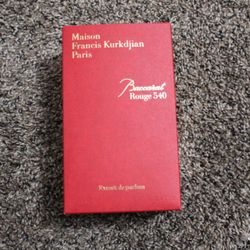 Maison
Francis Kurkdjian
Paris
Baccarat
Rouge 540
Extrait de parfum